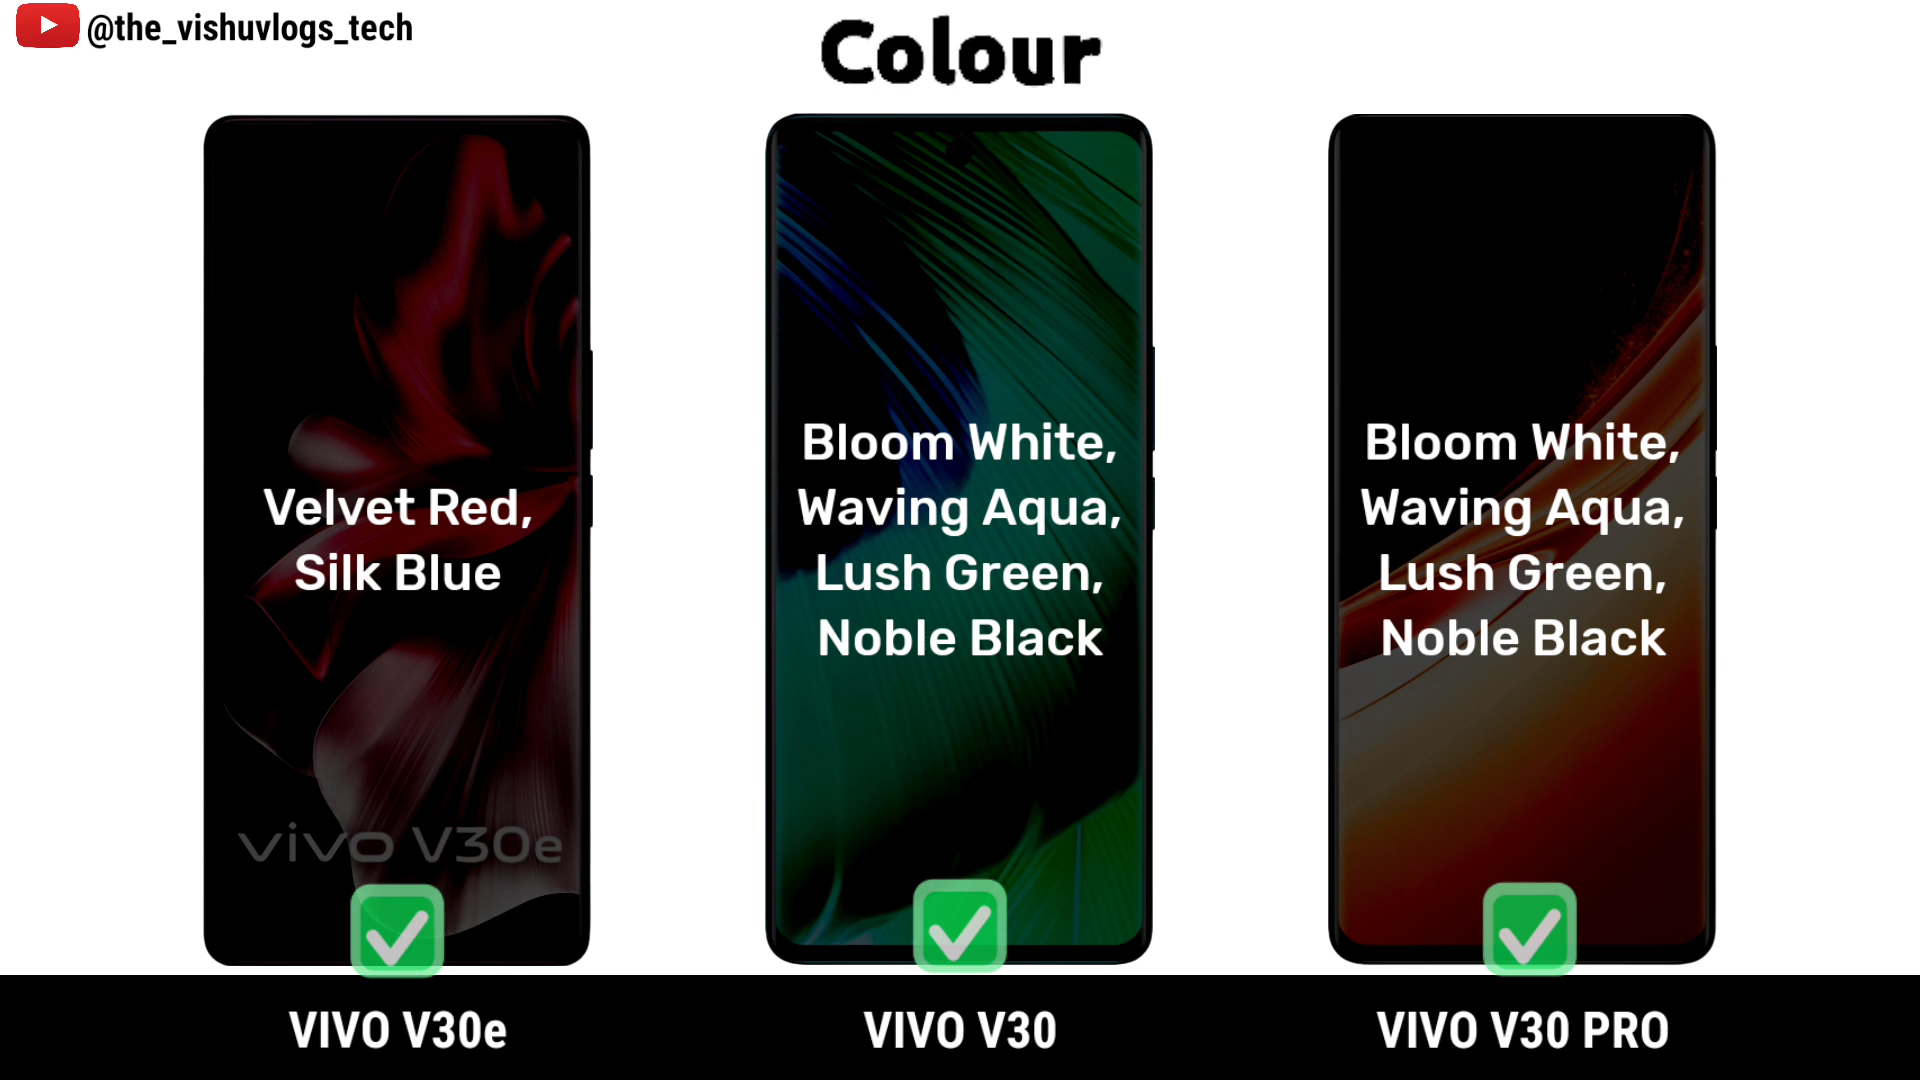 @the_vishuvlogs_tech
Colour
Velvet Red,
Silk Blue
vivo V30e
Bloom White,
Waving Aqua,
Lush Green,
Noble Black
Bloom White,
Waving Aqua,
Lush Green,
Noble Black
VIVO V30e
VIVO V30
VIVO V30 PRO